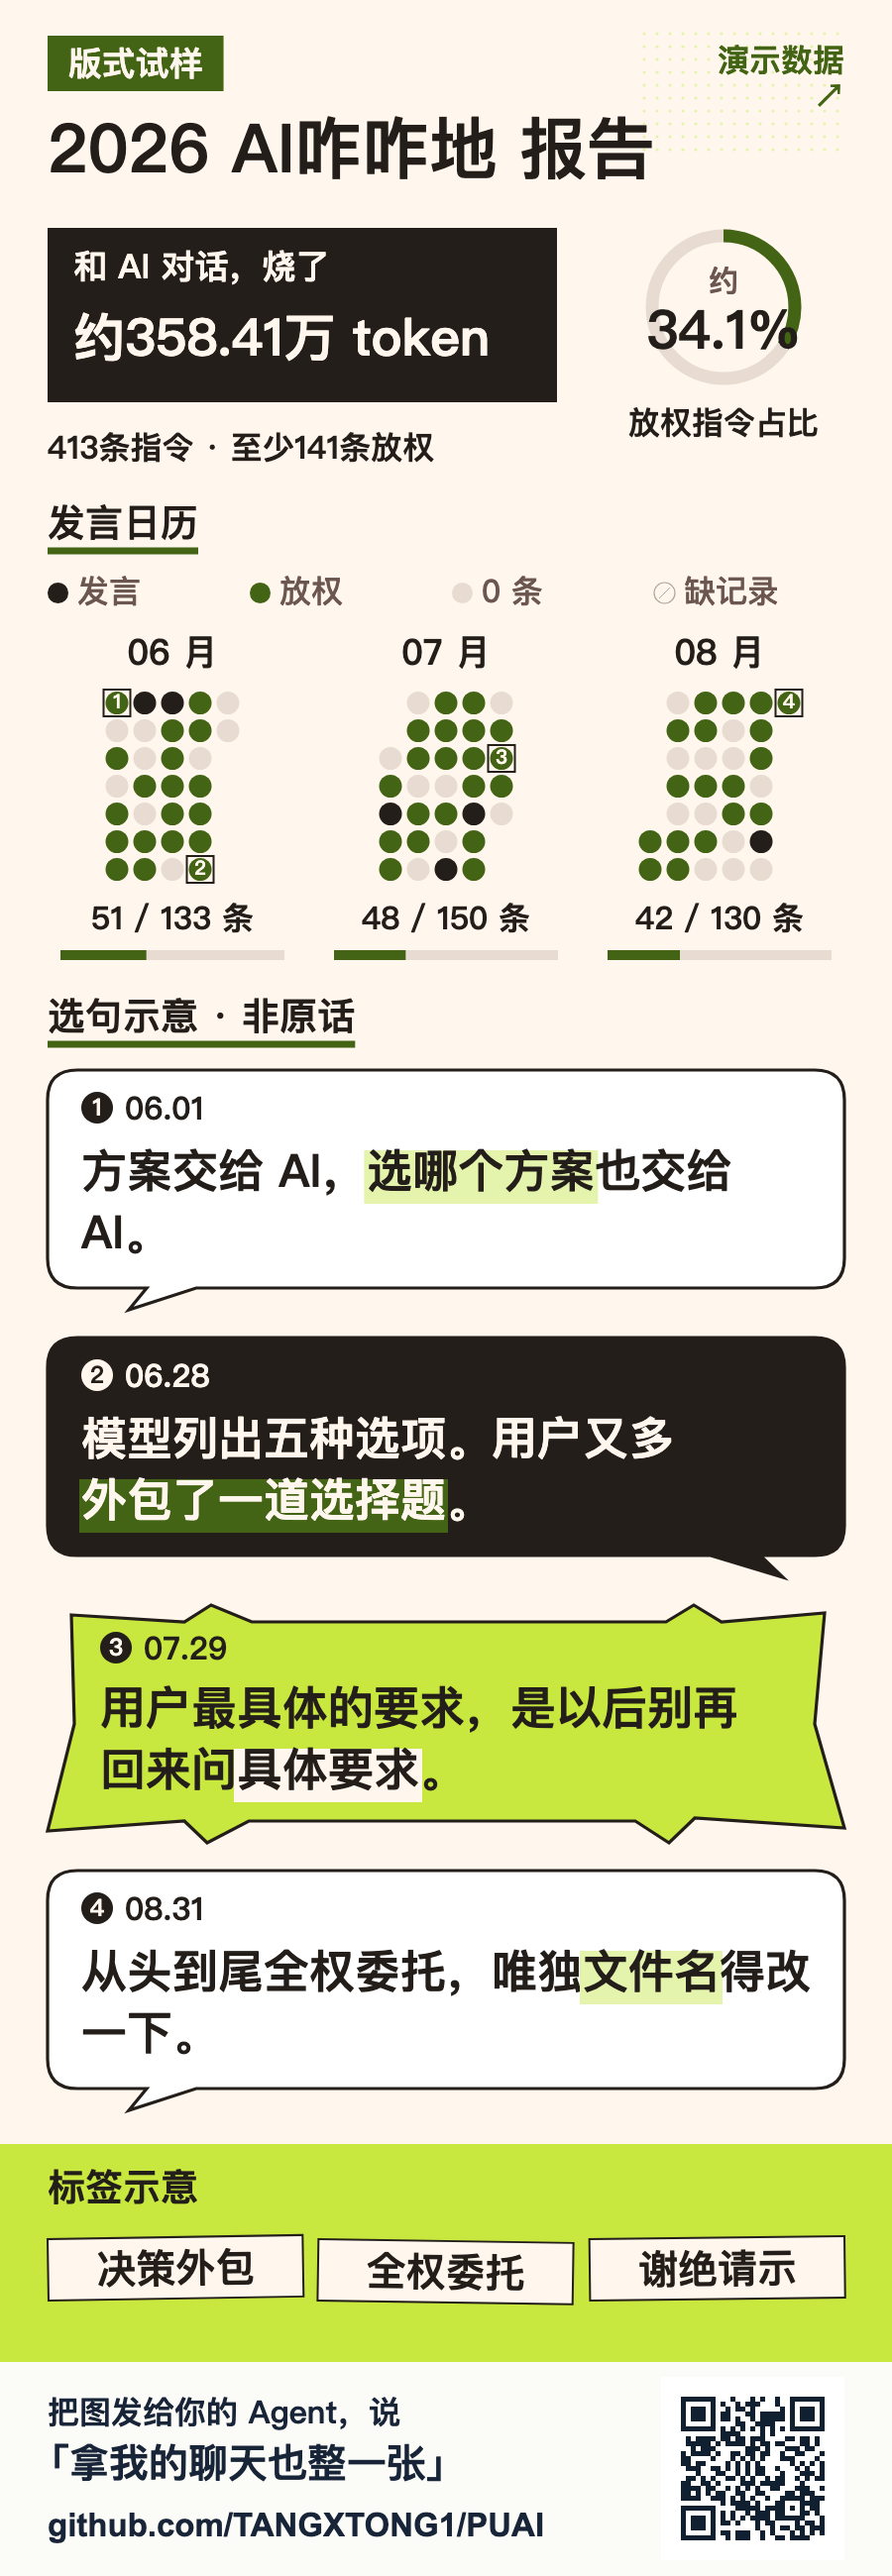 版式试样
演示数据
↗
2026 AI咋咋地 报告
和 AI 对话，烧了
约358.41万 token
约
34.1%
放权指令占比
413条指令 · 至少141条放权
发言日历
发言 放权 0 条 缺记录
06 月 07 月 08 月
1
4
3
2
51 / 133 条 48 / 150 条 42 / 130 条
选句示意 · 非原话
1 06.01
方案交给 AI，选哪个方案也交给
AI。
2 06.28
模型列出五种选项。用户又多
外包了一道选择题。
3 07.29
用户最具体的要求，是以后别再
回来问具体要求。
4 08.31
从头到尾全权委托，唯独文件名得改
一下。
标签示意
决策外包 全权委托 谢绝请示
把图发给你的 Agent，说
「拿我的聊天也整一张」
github.com/TANGXTONG1/PUAI